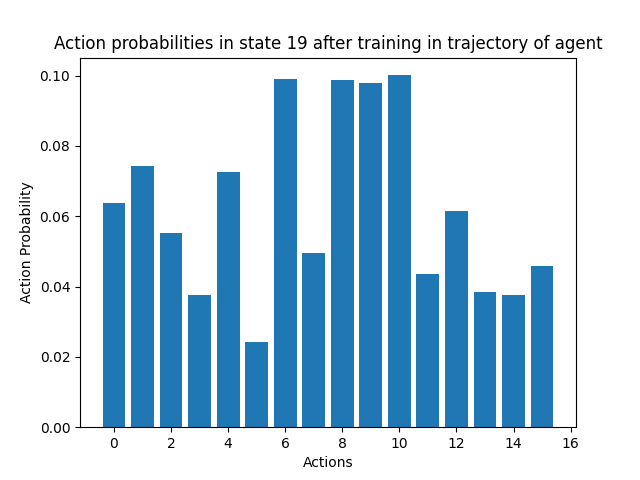 Action probabilities in state 19 after training in trajectory of agent
0.10
0.08
0.06
0.04
0.02
0.00
Action Probability
0 2 4 6 8 10 12 14 16
Actions